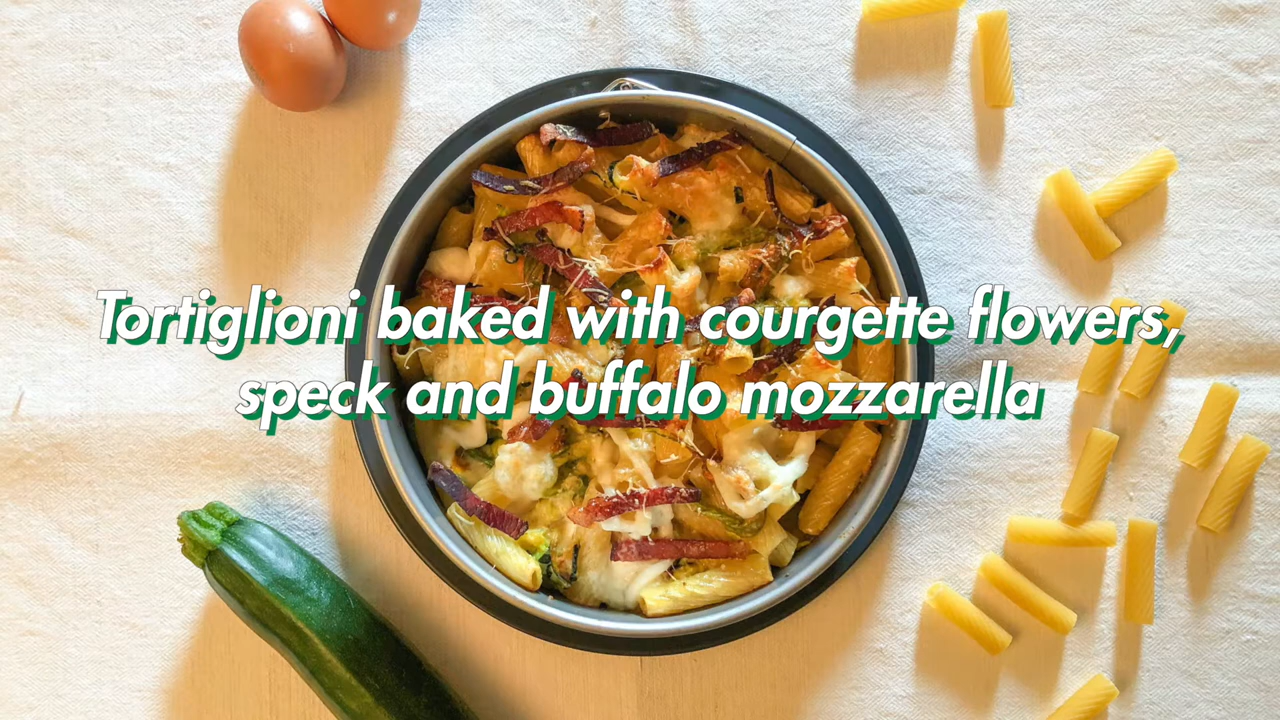 Tortiglioni baked with courgette flowers,
speck and buffalo mozzarella